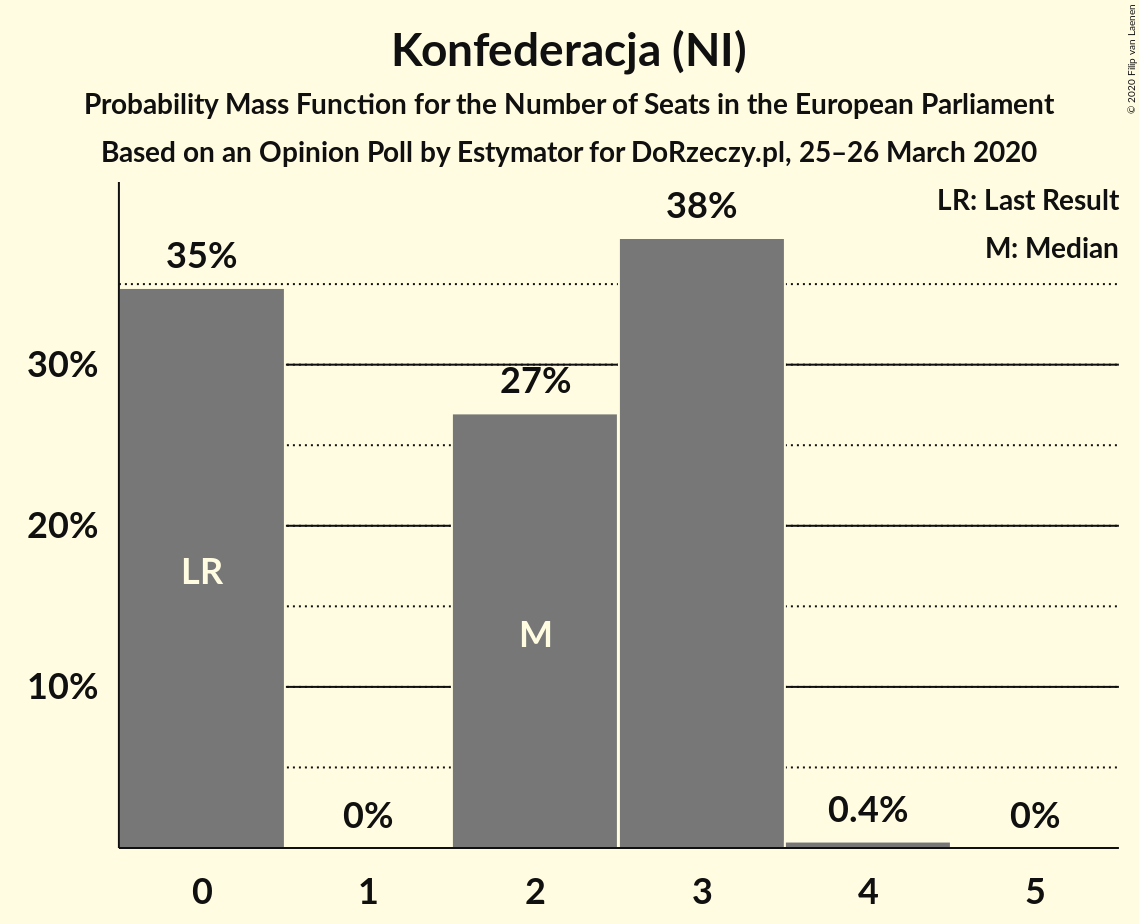 Konfederacja (NI)
Probability Mass Function for the Number of Seats in the European Parliament
Based on an Opinion Poll by Estymator for DoRzeczy.pl, 25–26 March 2020
© 2020 Filip van Laenen
LR: Last Result
M: Median
38%
35%
30%
27%
20%
LR
M
10%
0%
0.4%
0%
0 1 2 3 4 5